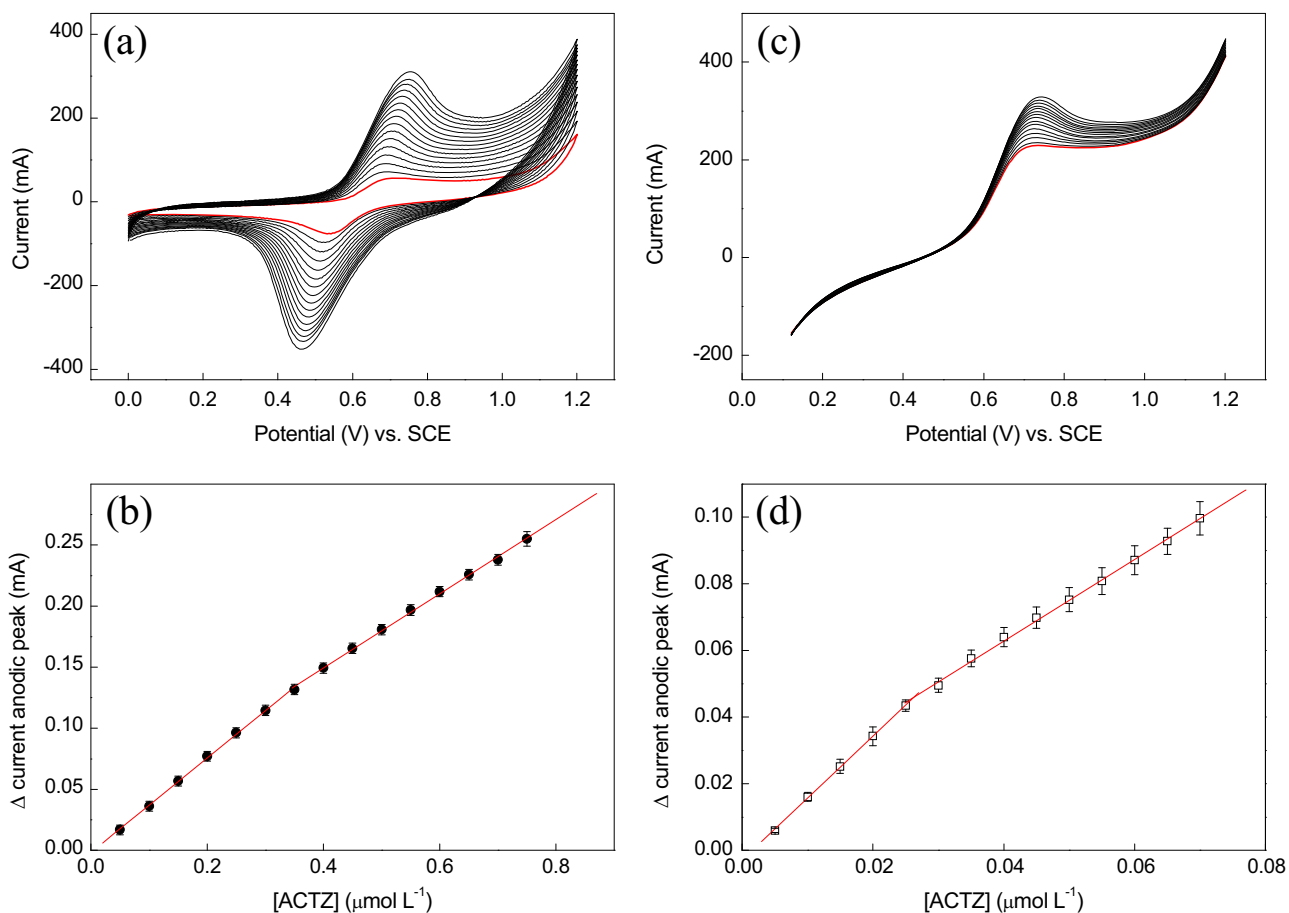 (a)
400
200
0
-200
-400
Current (mA)
0.0 0.2 0.4 0.6 0.8 1.0 1.2
Potential (V) vs. SCE
(c)
400
200
0
-200
Current (mA)
0.0 0.2 0.4 0.6 0.8 1.0 1.2
Potential (V) vs. SCE
(b)
0.25
0.20
0.15
0.10
0.05
0.00
Δ current anodic peak (mA)
0.0 0.2 0.4 0.6 0.8
[ACTZ] (μmol L⁻¹)
(d)
0.10
0.08
0.06
0.04
0.02
0.00
Δ current anodic peak (mA)
0.00 0.02 0.04 0.06 0.08
[ACTZ] (μmol L⁻¹)